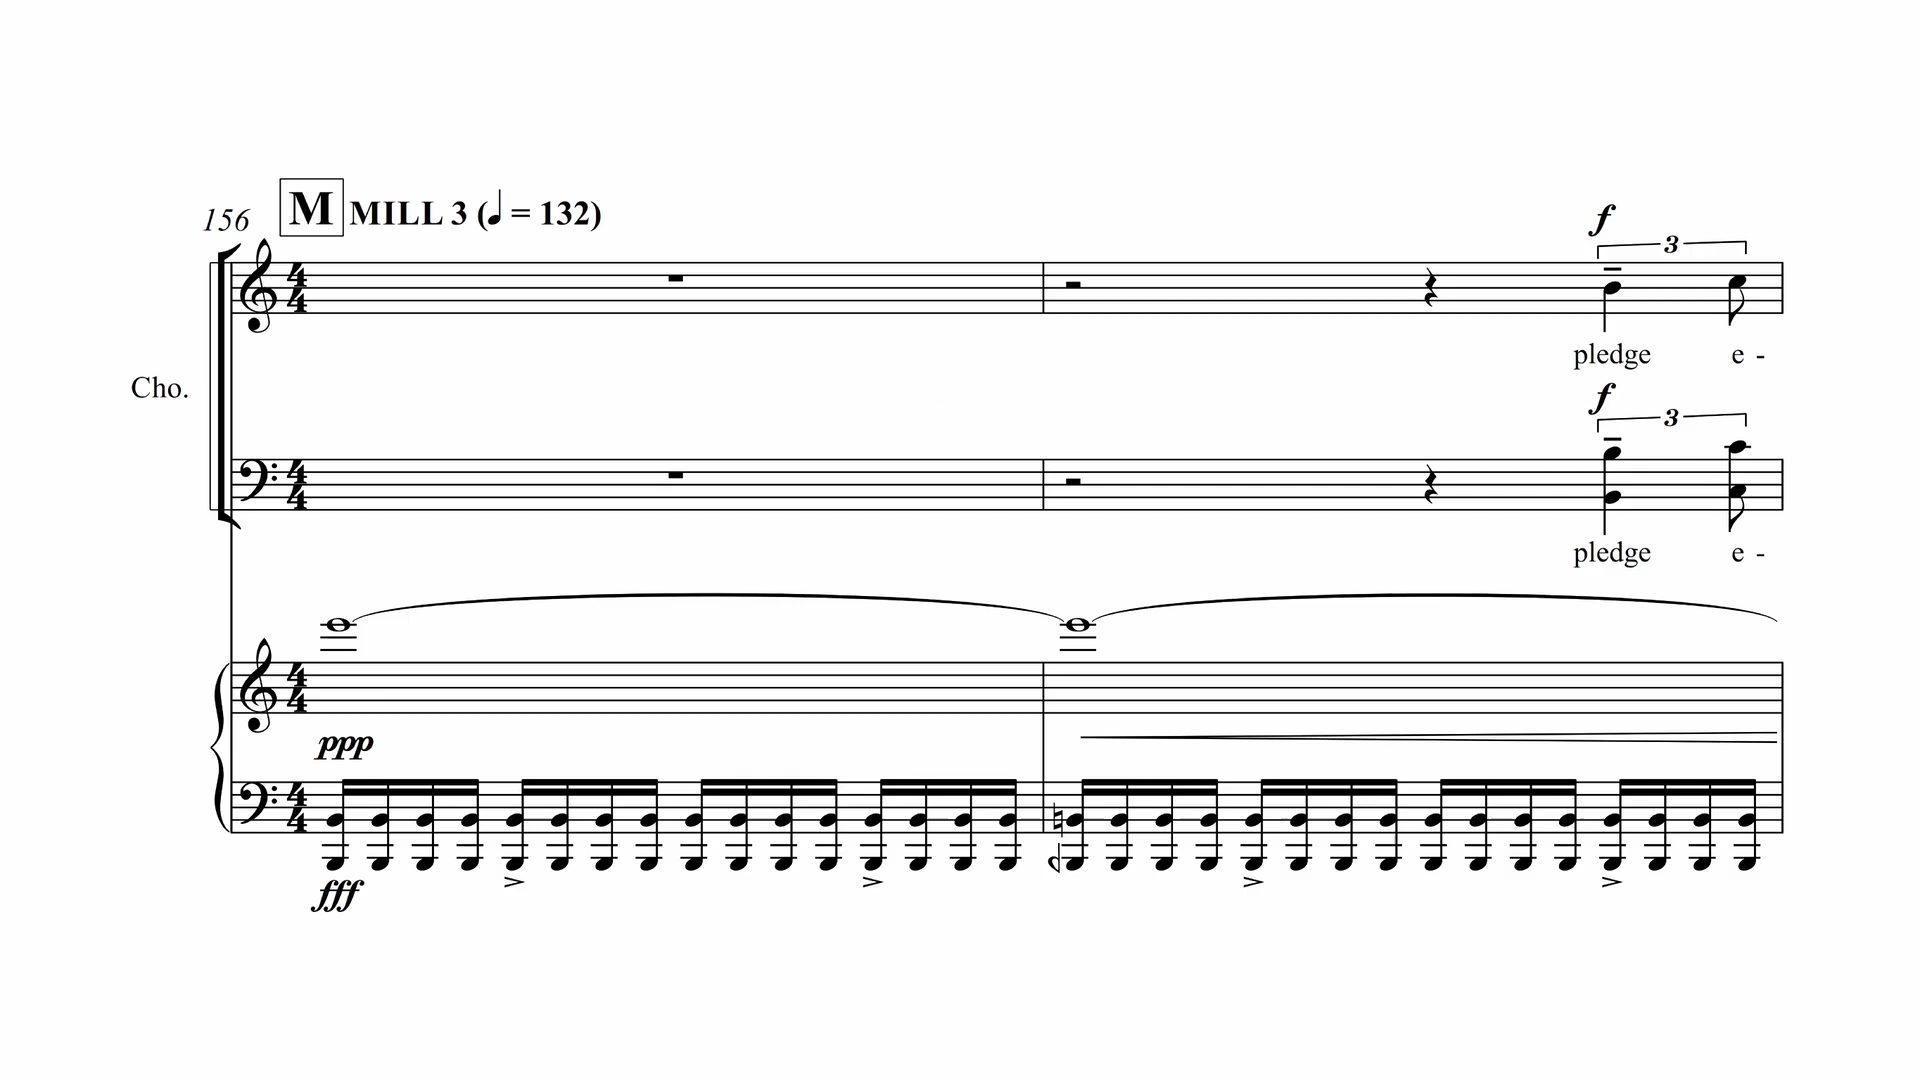 156 M MILL 3 (♩ = 132)
f
3
pledge e -
Cho.
f
3
pledge e -
ppp
fff